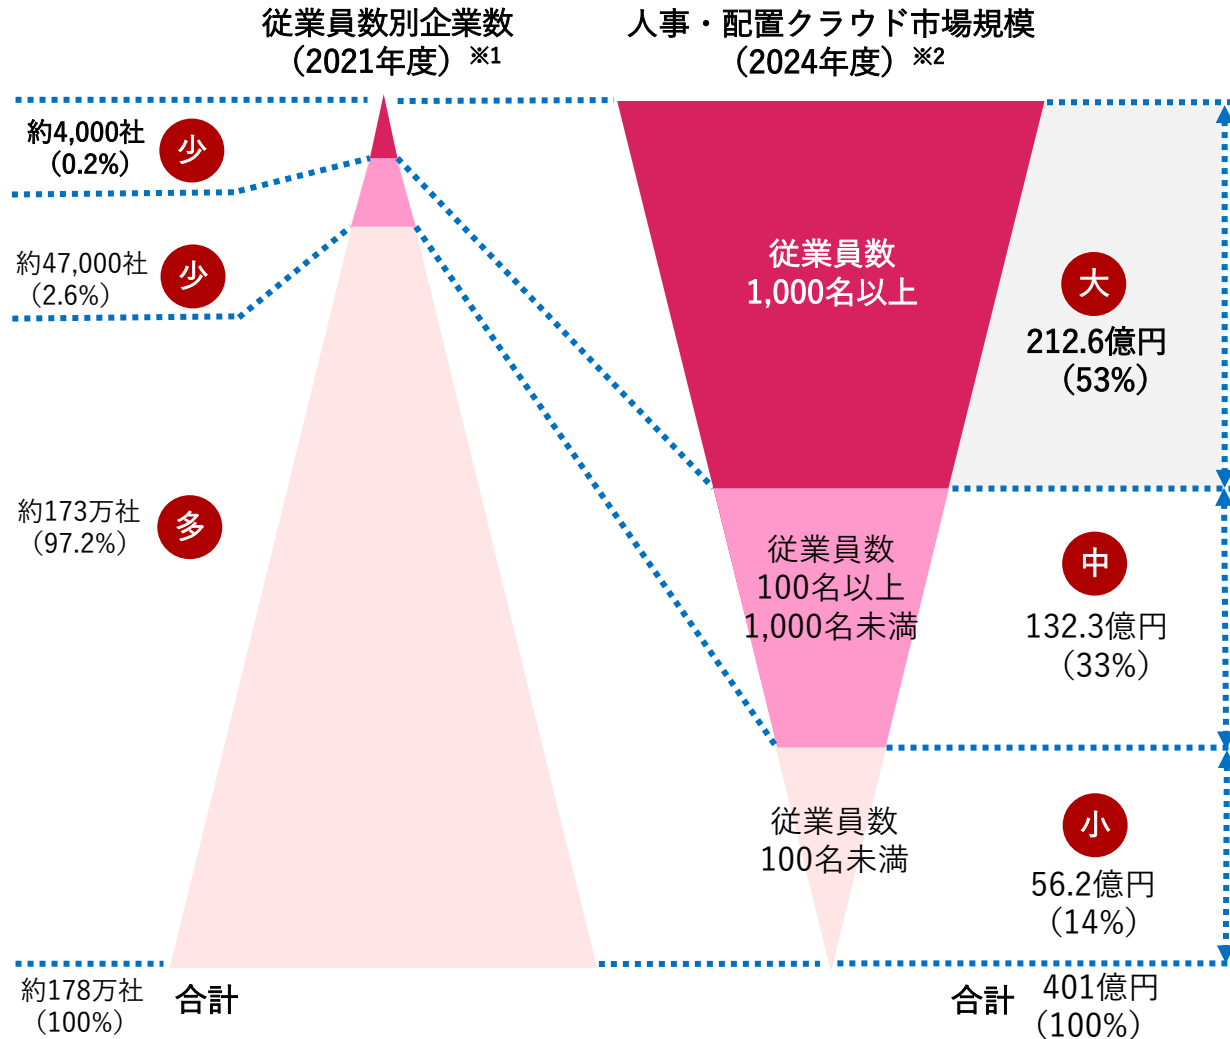 従業員数別企業数
（2021年度）※1
人事・配置クラウド市場規模
（2024年度）※2
約4,000社
（0.2%）
少
約47,000社
（2.6%）
少
約173万社
（97.2%）
多
従業員数
1,000名以上
大
212.6億円
（53%）
従業員数
100名以上
1,000名未満
中
132.3億円
（33%）
従業員数
100名未満
小
56.2億円
（14%）
約178万社
（100%）
合計
合計
401億円
（100%）